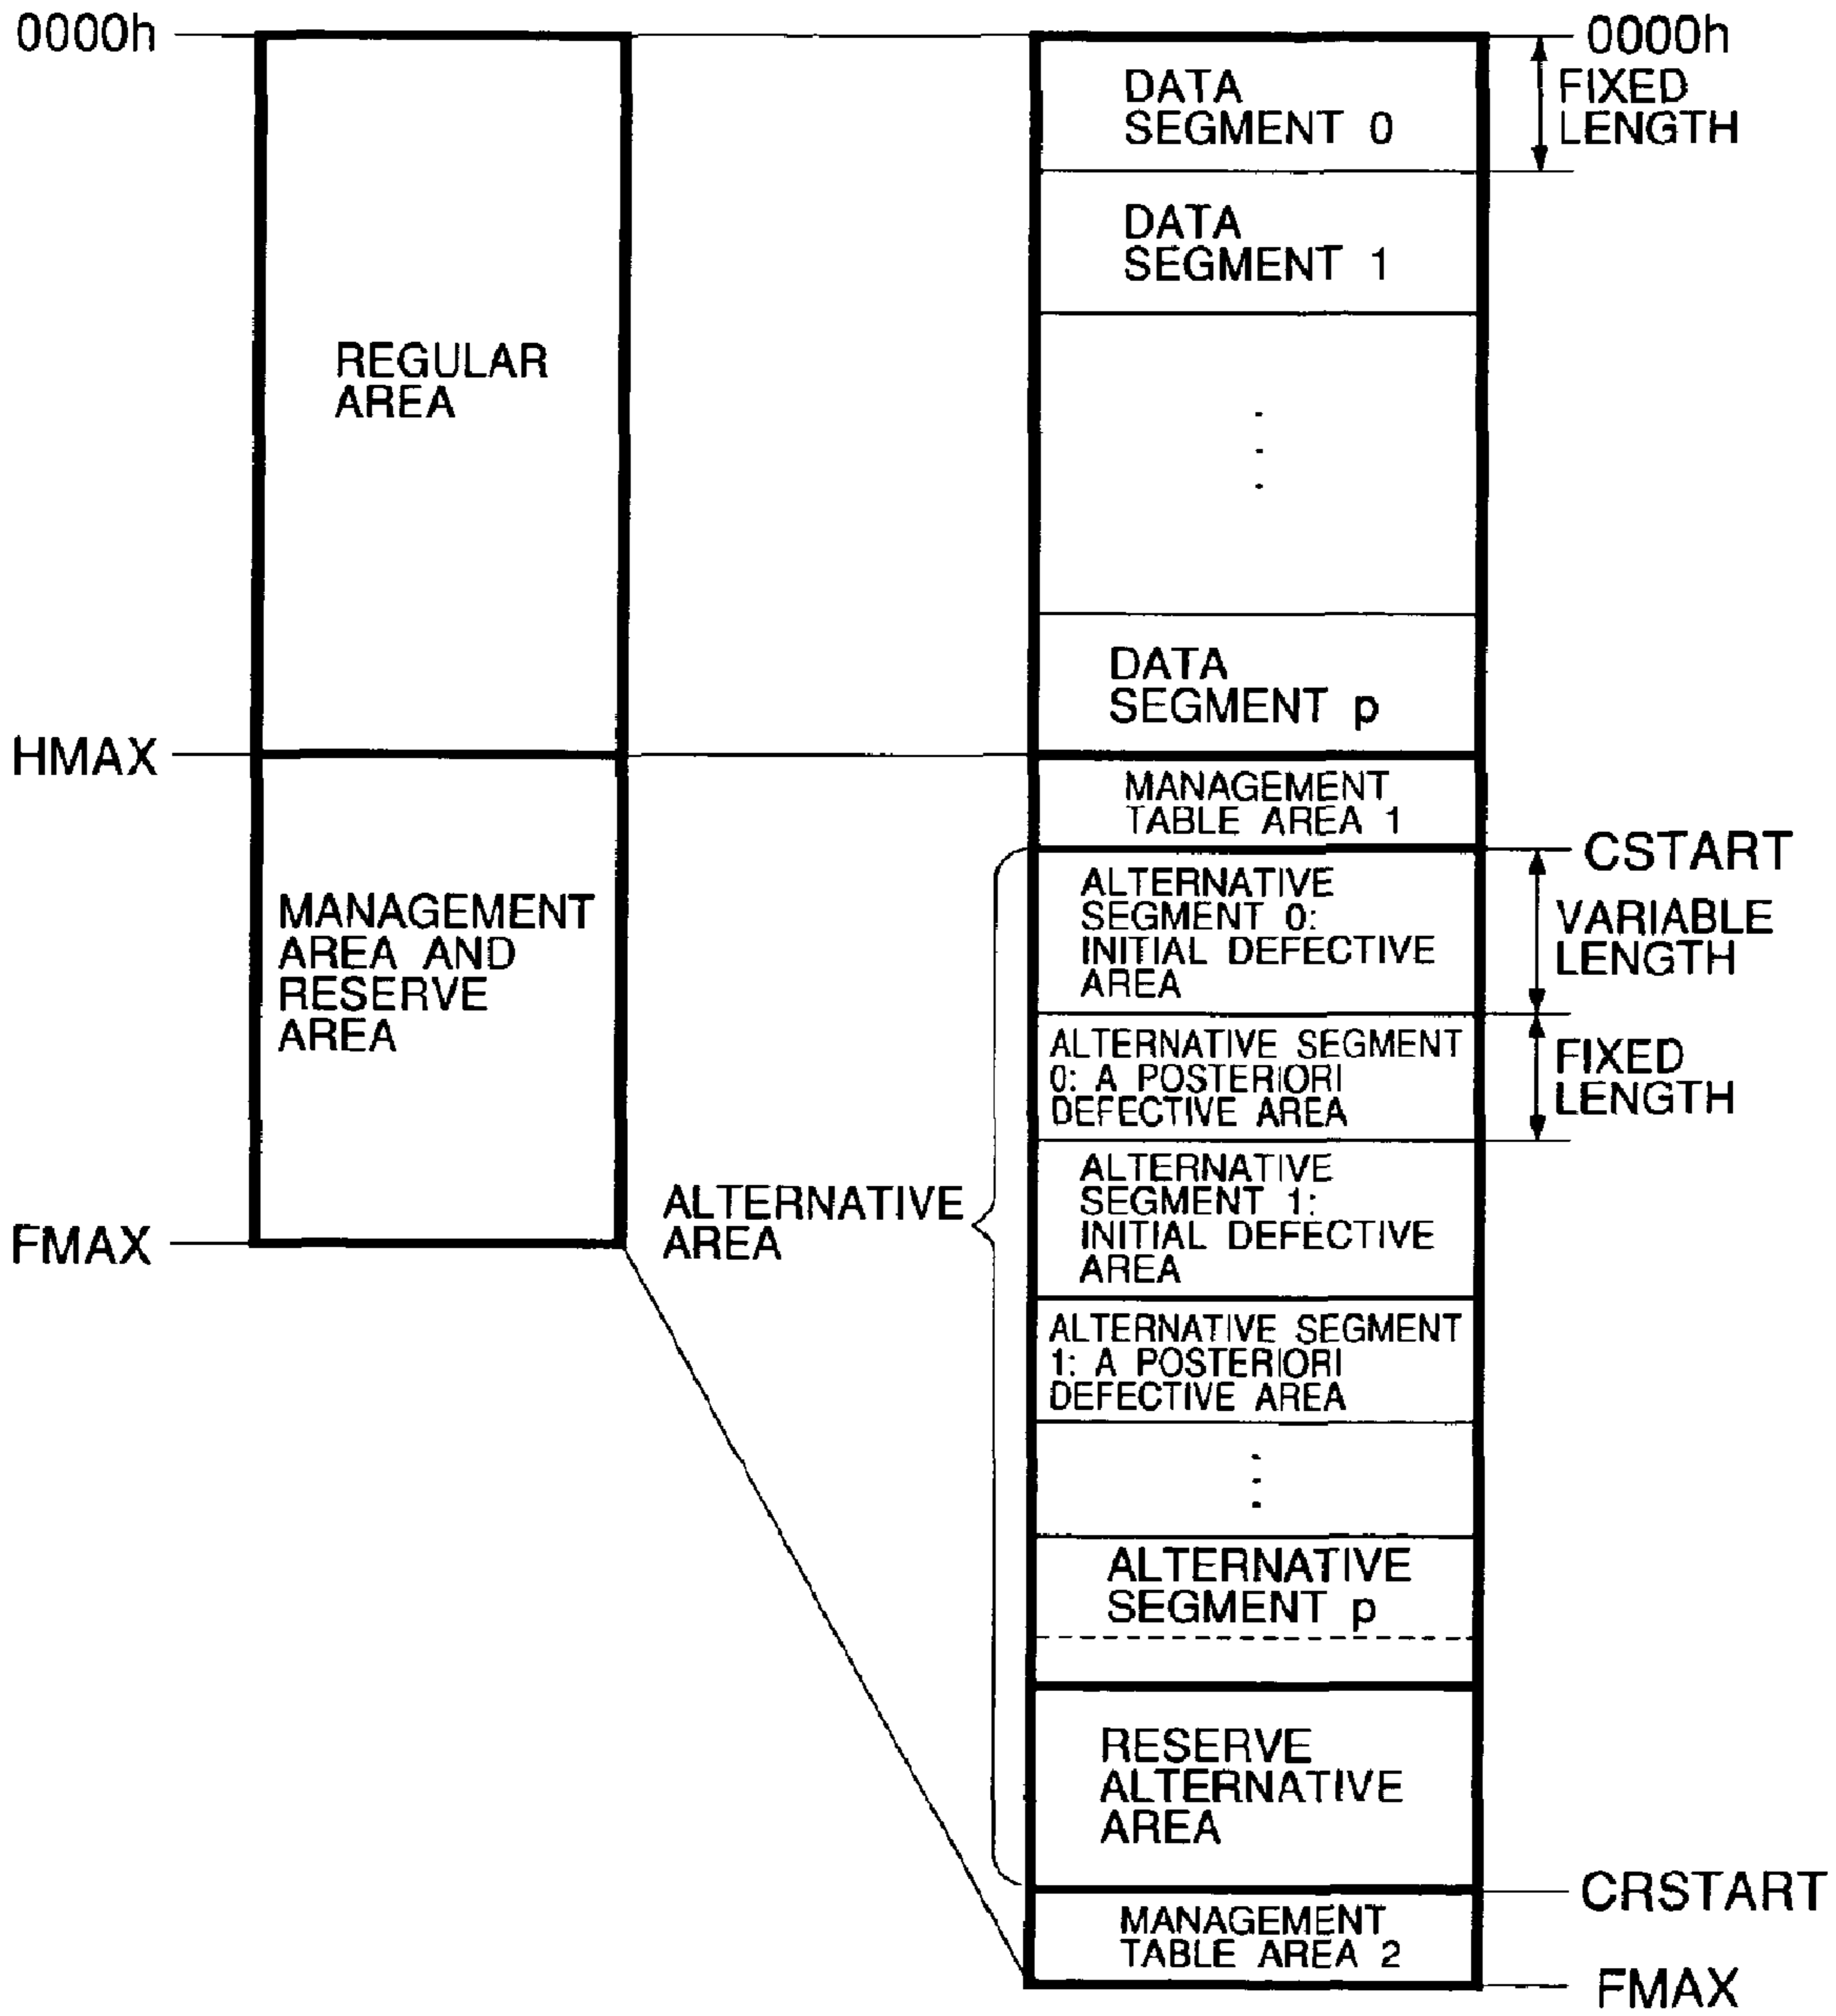 0000h
REGULAR
AREA
HMAX
MANAGEMENT
AREA AND
RESERVE
AREA
FMAX
0000h
FIXED
LENGTH
DATA
SEGMENT 0
DATA
SEGMENT 1
DATA
SEGMENT p
MANAGEMENT
TABLE AREA 1
CSTART
ALTERNATIVE
SEGMENT 0:
INITIAL DEFECTIVE
AREA
VARIABLE
LENGTH
ALTERNATIVE SEGMENT
0: A POSTERIORI
DEFECTIVE AREA
FIXED
LENGTH
ALTERNATIVE
AREA
ALTERNATIVE
SEGMENT 1:
INITIAL DEFECTIVE
AREA
ALTERNATIVE SEGMENT
1: A POSTERIORI
DEFECTIVE AREA
ALTERNATIVE
SEGMENT p
RESERVE
ALTERNATIVE
AREA
CRSTART
MANAGEMENT
TABLE AREA 2
FMAX